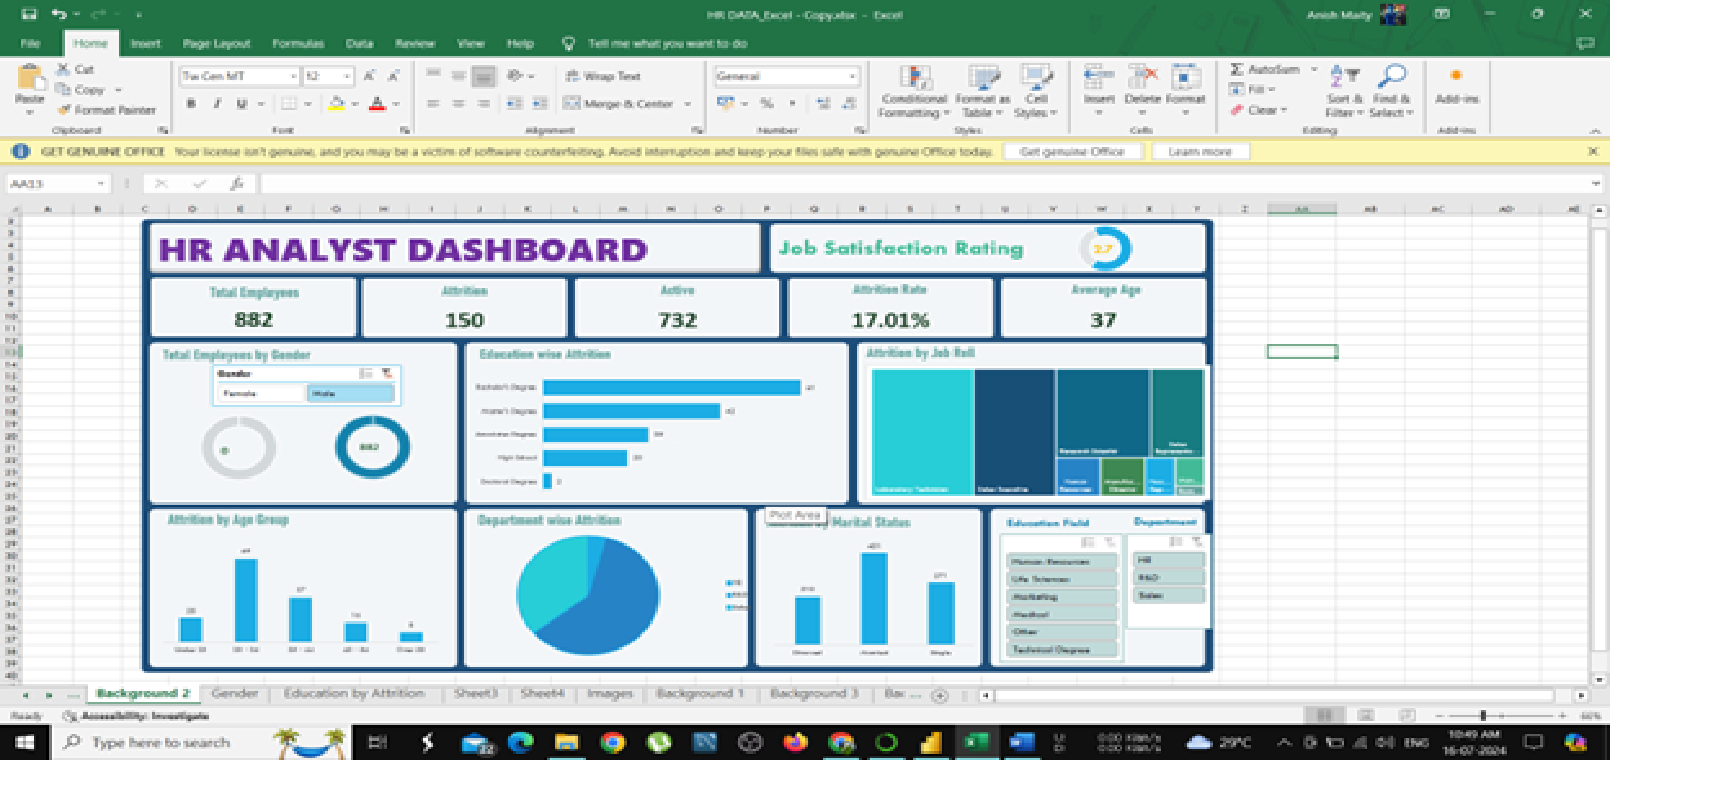 HR DATA_Excel - Copy.xlsx - Excel
Anish Maity
File Home Insert Page Layout Formulas Data Review View Help Tell me what you want to do
Paste
Cut
Copy
Format Painter
Clipboard
Tw Cen MT 12
B I U
Font
Wrap Text
Merge & Center
Alignment
General
%
Number
Conditional Formatting
Format as Table
Cell Styles
Styles
Insert Delete Format
Cells
AutoSum
Fill
Clear
Sort & Filter
Find & Select
Editing
Add-ins
Add-ins
GET GENUINE OFFICE Your license isn't genuine, and you may be a victim of software counterfeiting. Avoid interruption and keep your files safe with genuine Office today. Get genuine Office Learn more
AA13 fx
HR ANALYST DASHBOARD
Job Satisfaction Rating 2.7
Total Employees
882
Attrition
150
Active
732
Attrition Rate
17.01%
Average Age
37
Total Employees by Gender
Gender
Female Male
0 882
Education wise Attrition
Bachelor's Degree
Master's Degree
High School
Doctoral Degree
Attrition by Job Roll
Laboratory Technician
Sales Executive
Research Scientist
Human Resources
Attrition by Age Group
Department wise Attrition
Plot Area
by Marital Status
Divorced Married Single
Education Field
Human Resources
Life Sciences
Marketing
Medical
Other
Technical Degree
Department
HR
R&D
Sales
Background 2 Gender Education by Attrition Sheet3 Sheet4 Images Background 1 Background 3 Bac ...
Ready Accessibility: Investigate
Type here to search
29°C
ENG
10:49 AM
16-07-2024